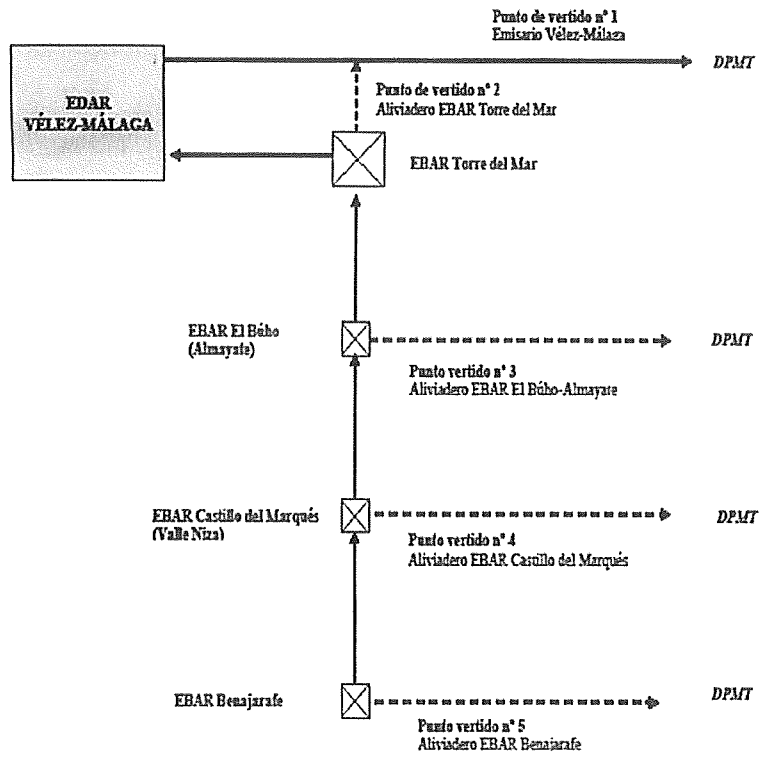 Punto de vertido nº 1
Emisario Vélez-Málaga
DPMT
EDAR
VÉLEZ-MÁLAGA
Punto de vertido nº 2
Aliviadero EBAR Torre del Mar
EBAR Torre del Mar
EBAR El Búho
(Almayate)
DPMT
Punto vertido nº 3
Aliviadero EBAR El Búho-Almayate
EBAR Castillo del Marqués
(Valle Niza)
DPMT
Punto vertido nº 4
Aliviadero EBAR Castillo del Marqués
EBAR Benajarafe
DPMT
Punto vertido nº 5
Aliviadero EBAR Benajarafe